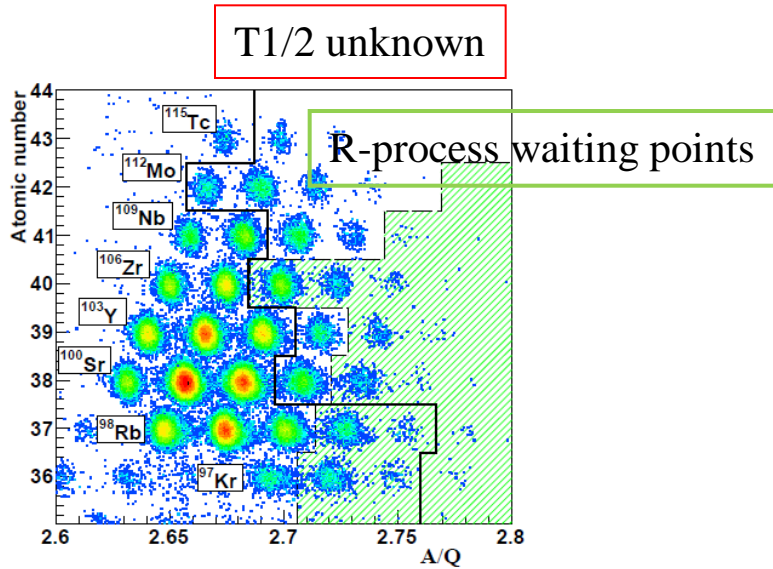 T1/2 unknown
R-process waiting points
Atomic number
44
43
42
41
40
39
38
37
36
¹¹⁵Tc
¹¹²Mo
¹⁰⁹Nb
¹⁰⁶Zr
¹⁰³Y
¹⁰⁰Sr
⁹⁸Rb
⁹⁷Kr
2.6 2.65 2.7 2.75 2.8
A/Q